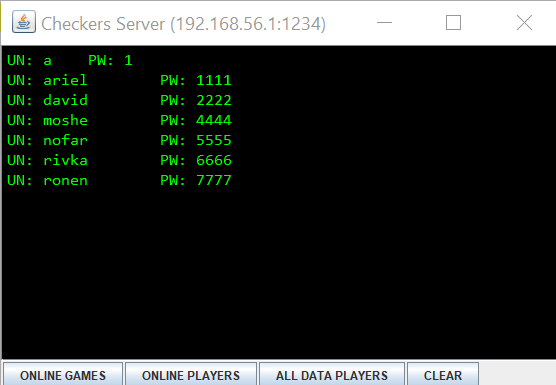 Checkers Server (192.168.56.1:1234)
UN: a    PW: 1
UN: ariel        PW: 1111
UN: david        PW: 2222
UN: moshe        PW: 4444
UN: nofar        PW: 5555
UN: rivka        PW: 6666
UN: ronen        PW: 7777
ONLINE GAMES ONLINE PLAYERS ALL DATA PLAYERS CLEAR